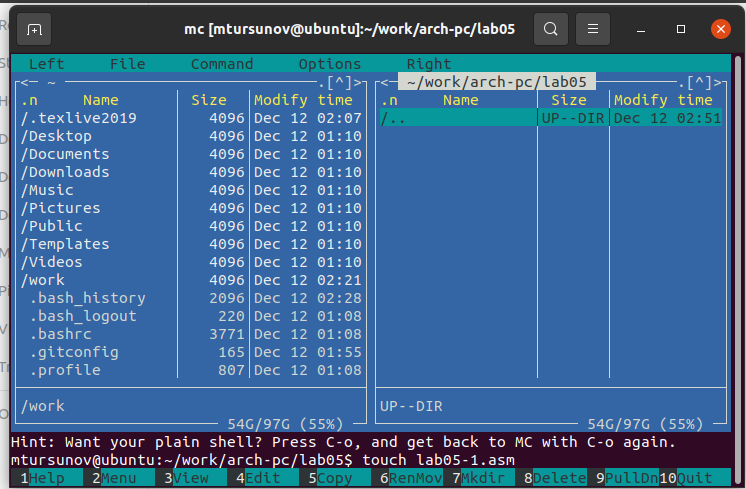 mc [mtursunov@ubuntu]:~/work/arch-pc/lab05
Left File Command Options Right
<─ ~ .[^]>
.n Name Size Modify time
/.texlive2019 4096 Dec 12 02:07
/Desktop 4096 Dec 12 01:10
/Documents 4096 Dec 12 01:10
/Downloads 4096 Dec 12 01:10
/Music 4096 Dec 12 01:10
/Pictures 4096 Dec 12 01:10
/Public 4096 Dec 12 01:10
/Templates 4096 Dec 12 01:10
/Videos 4096 Dec 12 01:10
/work 4096 Dec 12 02:21
.bash_history 2096 Dec 12 02:28
.bash_logout 220 Dec 12 01:08
.bashrc 3771 Dec 12 01:08
.gitconfig 165 Dec 12 01:55
.profile 807 Dec 12 01:08
/work
54G/97G (55%)
<─ ~/work/arch-pc/lab05 .[^]>
.n Name Size Modify time
/.. UP--DIR Dec 12 02:51
UP--DIR
54G/97G (55%)
Hint: Want your plain shell? Press C-o, and get back to MC with C-o again.
mtursunov@ubuntu:~/work/arch-pc/lab05$ touch lab05-1.asm
1Help 2Menu 3View 4Edit 5Copy 6RenMov 7Mkdir 8Delete 9PullDn 10Quit